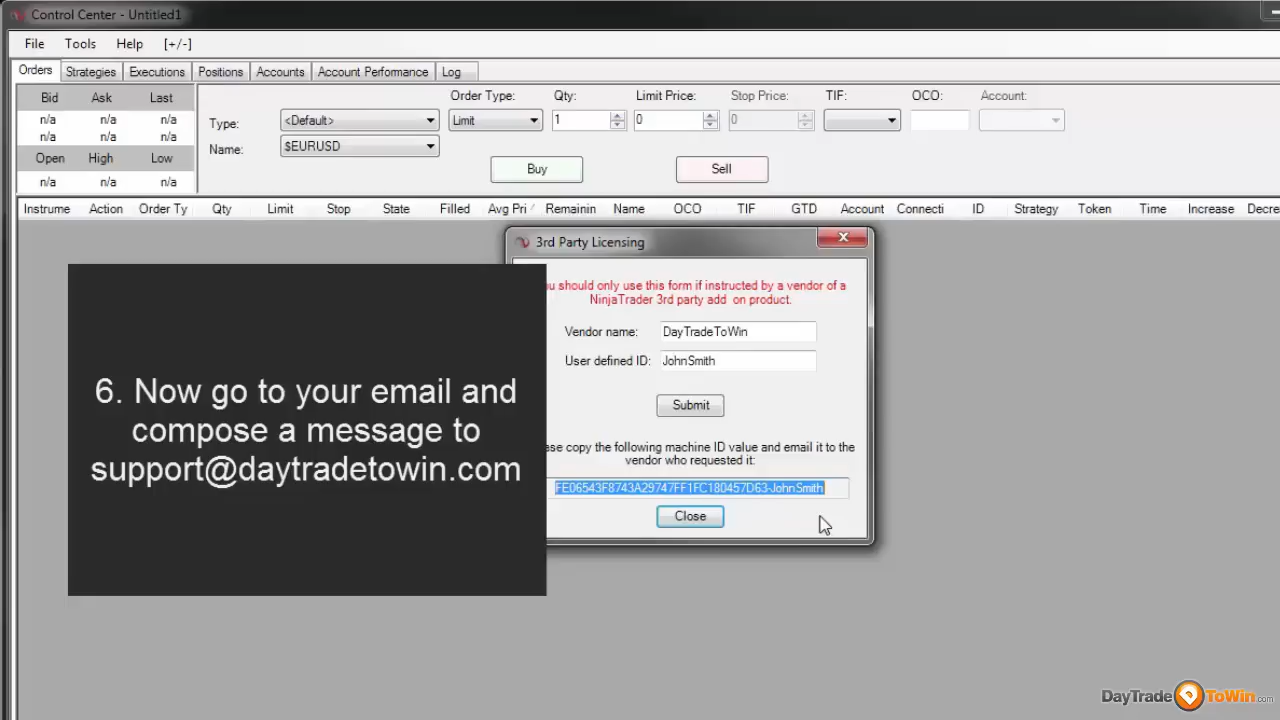 Control Center - Untitled1
File Tools Help [+/-]
Orders Strategies Executions Positions Accounts Account Performance Log
Bid Ask Last
n/a n/a n/a
n/a n/a n/a
Open High Low
n/a n/a n/a
Type: <Default>
Name: $EURUSD
Order Type: Qty: Limit Price: Stop Price: TIF: OCO: Account:
Limit 1 0 0
Buy Sell
Instrume Action Order Ty Qty Limit Stop State Filled Avg Pri Remainin Name OCO TIF GTD Account Connecti ID Strategy Token Time Increase Decre
3rd Party Licensing
should only use this form if instructed by a vendor of a
NinjaTrader 3rd party add on product.
Vendor name: DayTradeToWin
User defined ID: JohnSmith
Submit
ase copy the following machine ID value and email it to the
vendor who requested it:
FE06543F8743A29747FF1FC180457D63-JohnSmith
Close
6. Now go to your email and
compose a message to
support@daytradetowin.com
DayTradeToWin.com